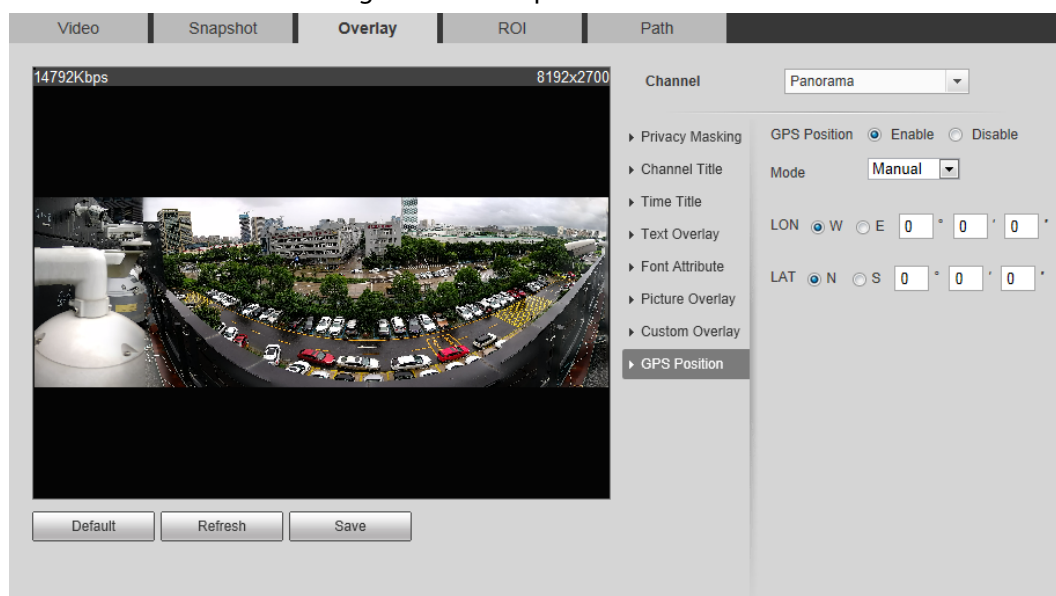 Video Snapshot Overlay ROI Path
14792Kbps 8192x2700
Channel Panorama
Privacy Masking
Channel Title
Time Title
Text Overlay
Font Attribute
Picture Overlay
Custom Overlay
GPS Position
GPS Position Enable Disable
Mode Manual
LON W E 0 ° 0 ' 0 "
LAT N S 0 ° 0 ' 0 "
Default Refresh Save